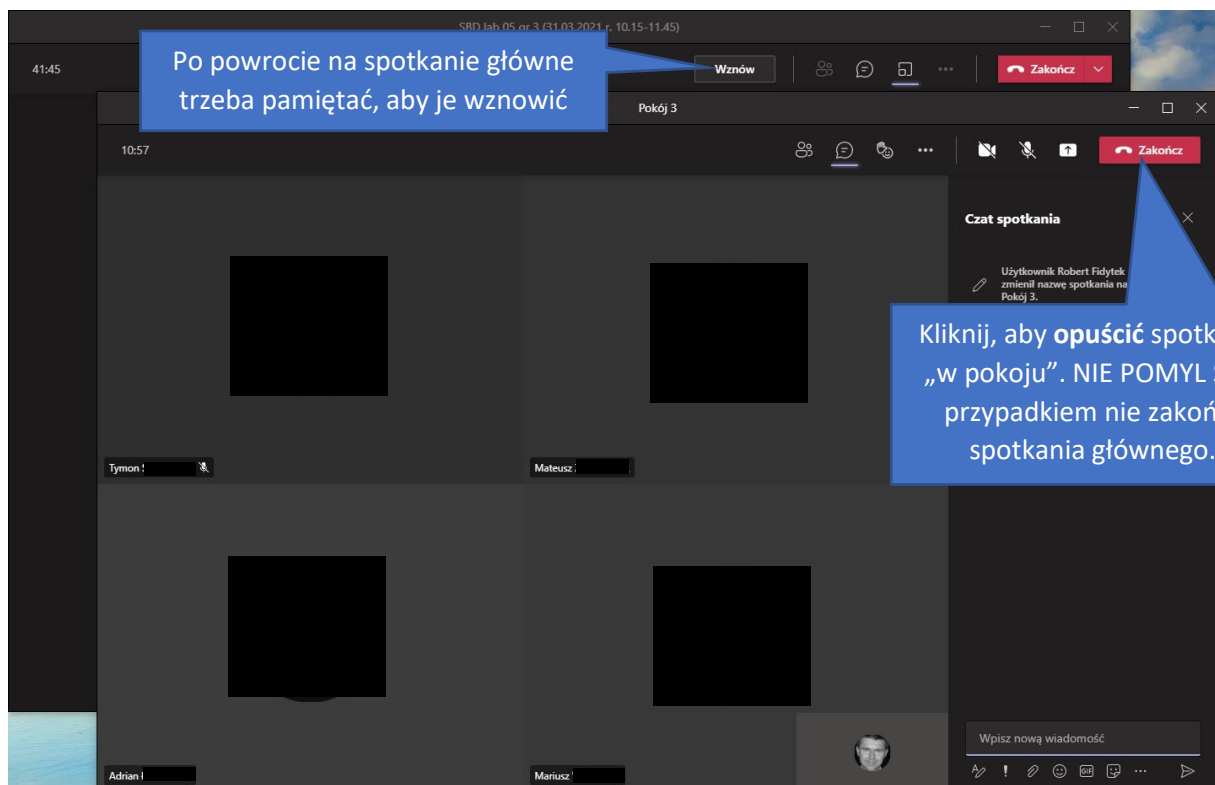 SBD lab 05 gr 3 (31.03.2021 r. 10.15-11.45)
Po powrocie na spotkanie główne
trzeba pamiętać, aby je wznowić
41:45
Wznów
Zakończ
Pokój 3
10:57
Zakończ
Czat spotkania
Użytkownik Robert Fidytek
zmienił nazwę spotkania na
Pokój 3.
Kliknij, aby opuścić
„w pokoju”. NIE POMYL
przypadkiem nie
spotkania głównego.
Tymon
Mateusz
Adrian
Mariusz
Wpisz nową wiadomość
GIF